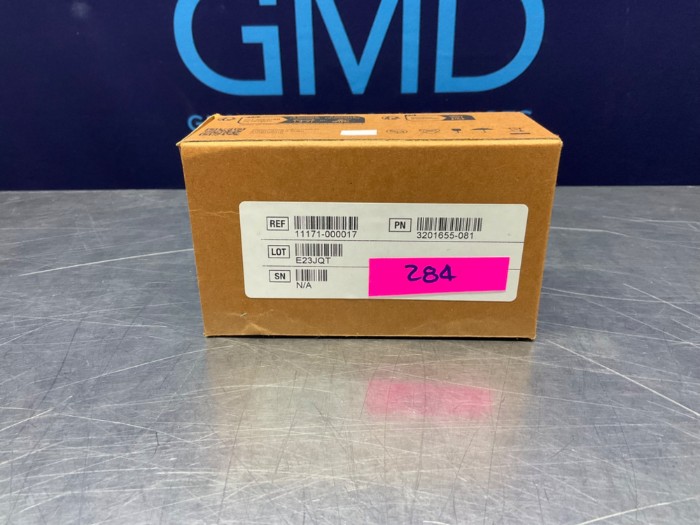 GMD
REF 11171-000017
PN 3201655-081
LOT E23JQT
SN N/A
284